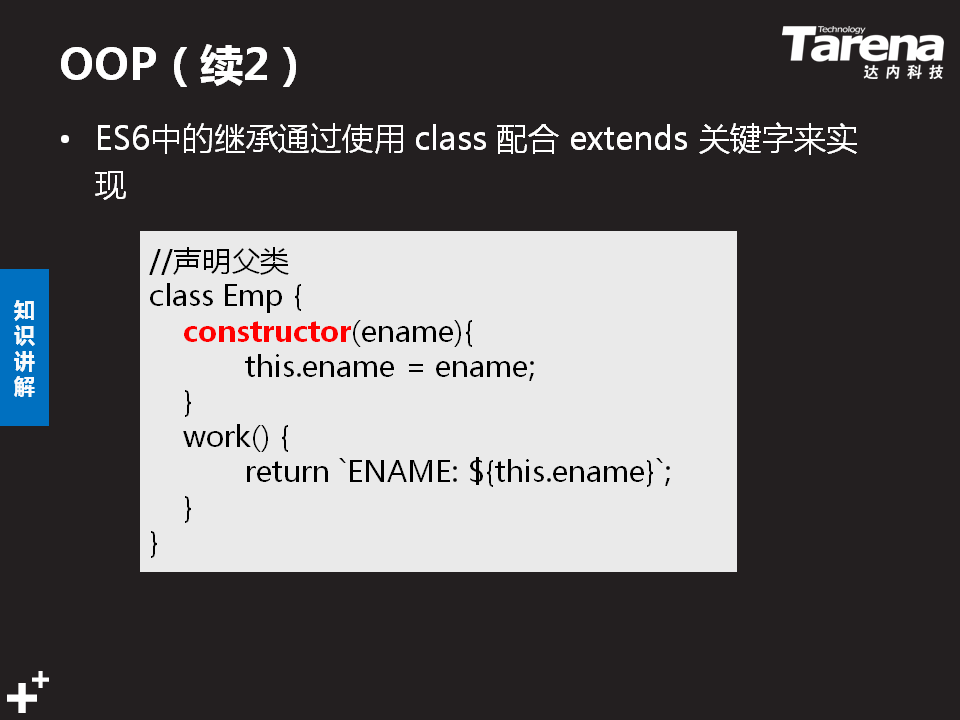 OOP（续2）
Technology
Tarena
达内科技
• ES6中的继承通过使用 class 配合 extends 关键字来实
现
知识讲解
//声明父类
class Emp {
constructor(ename){
this.ename = ename;
}
work() {
return `ENAME: ${this.ename}`;
}
}